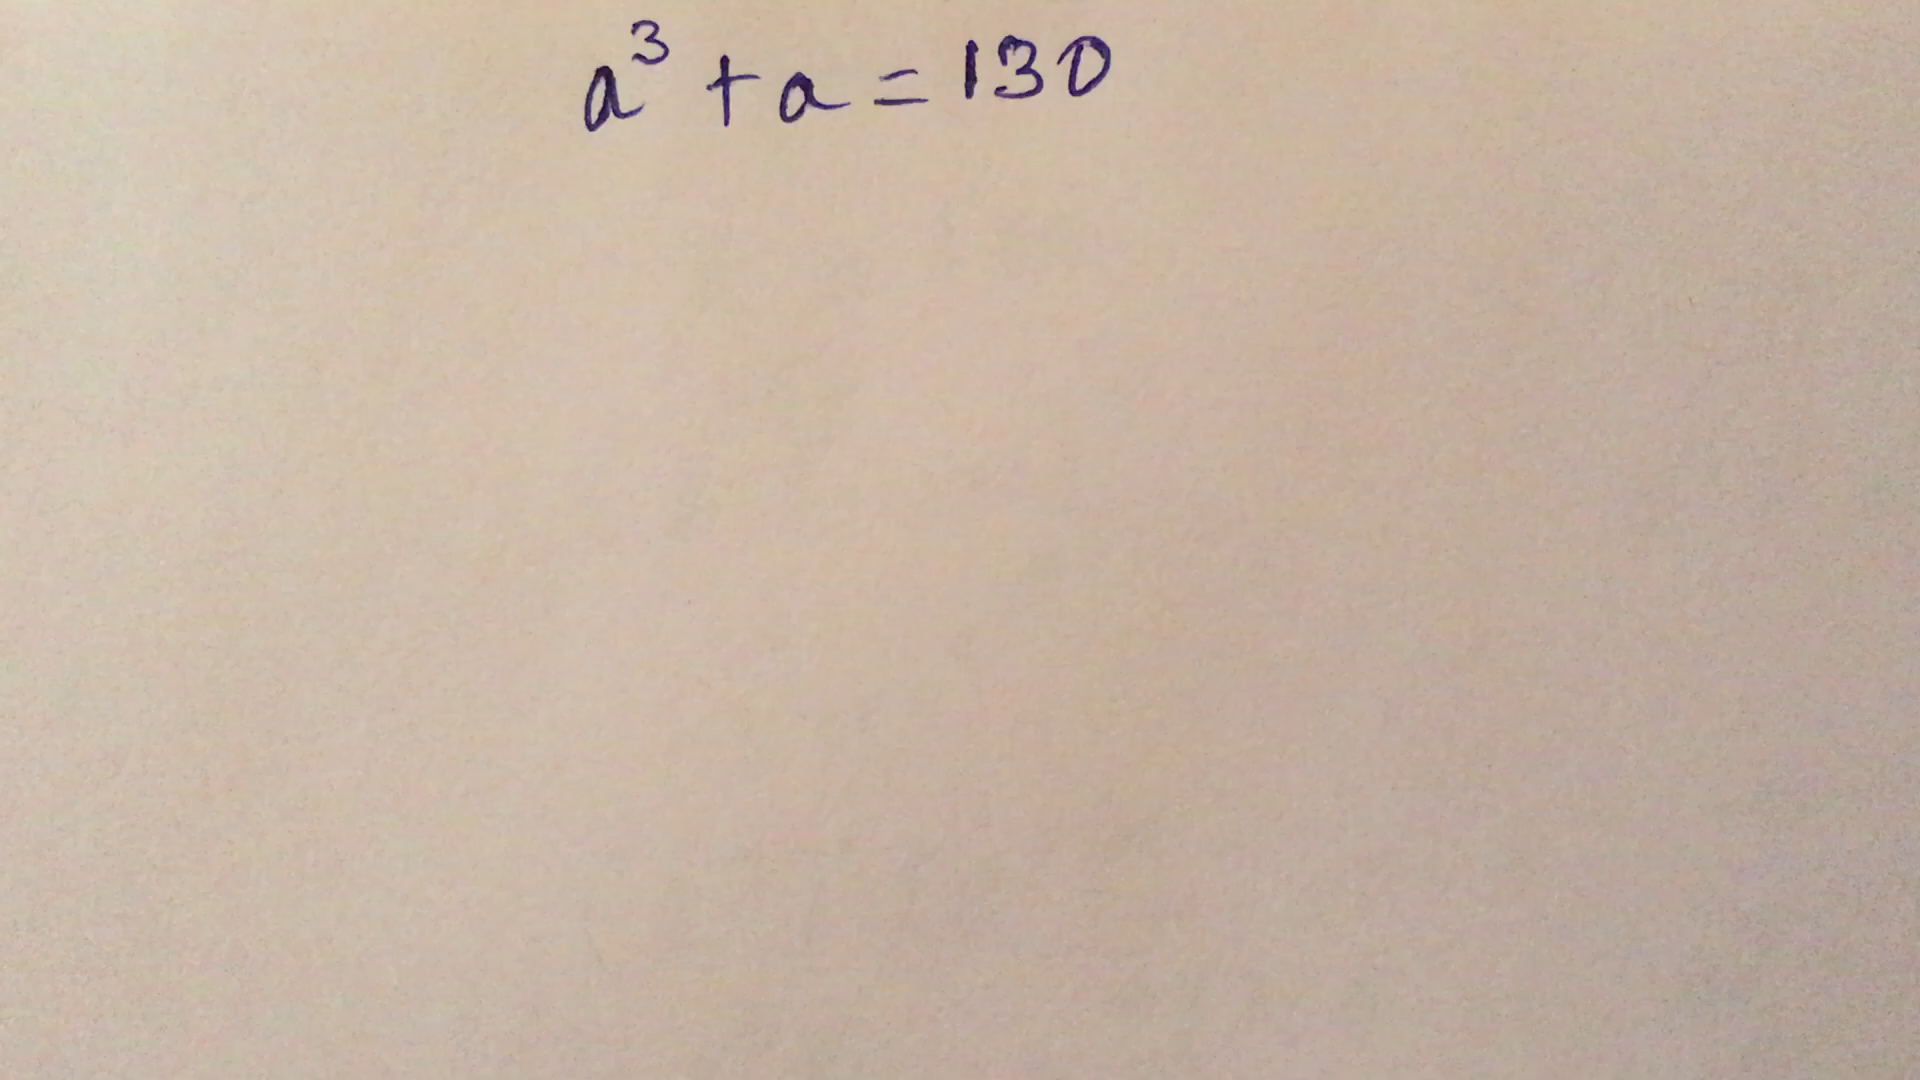 a³ + a = 130